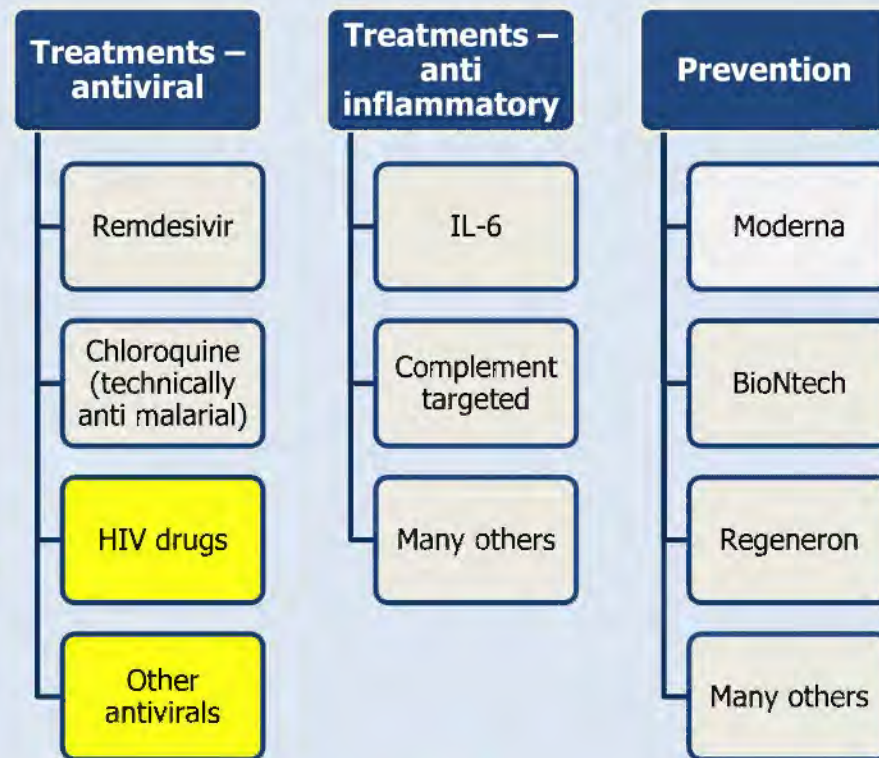 Treatments –
antiviral
Remdesivir
Chloroquine
(technically
anti malarial)
HIV drugs
Other
antivirals
Treatments –
anti
inflammatory
IL-6
Complement
targeted
Many others
Prevention
Moderna
BioNtech
Regeneron
Many others